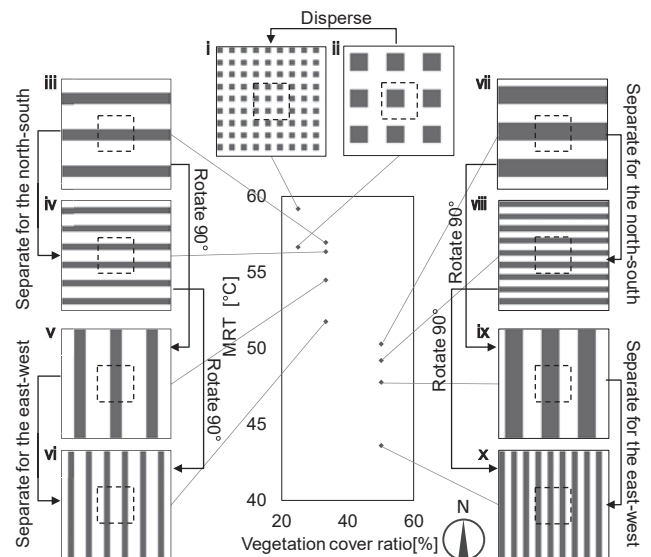 Disperse
i
ii
iii
vii
Separate for the north-south
Rotate 90°
iv
60
55
50
45
40
MRT [°C]
Rotate 90°
Rotate 90°
viii
Separate for the north-south
v
Separate for the east-west
Rotate 90°
ix
Separate for the east-west
vi
x
20
40
60
Vegetation cover ratio[%]
N